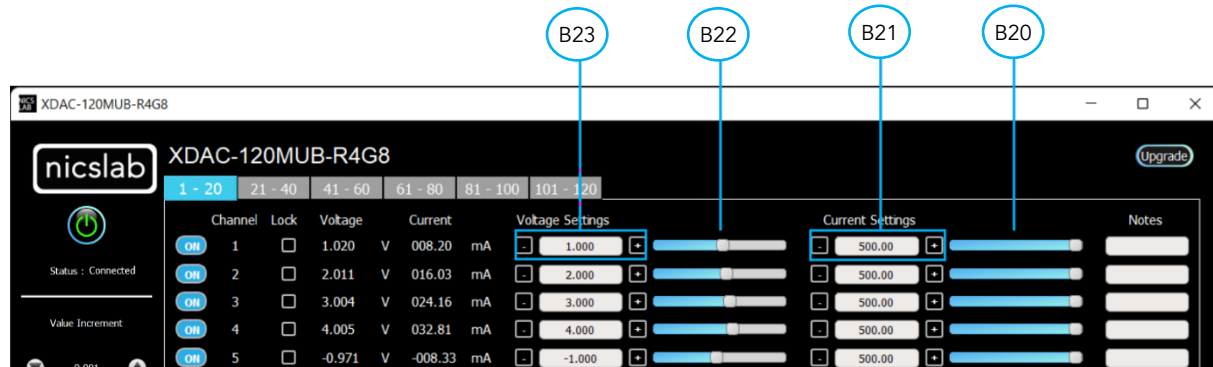 B23 B22 B21 B20
XDAC-120MUB-R4G8
nicslab XDAC-120MUB-R4G8 Upgrade
1 - 20 21 - 40 41 - 60 61 - 80 81 - 100 101 - 120
Channel Lock Voltage Current Voltage Settings Current Settings Notes
ON 1 1.020 V 008.20 mA - 1.000 + - 500.00 +
Status : Connected
ON 2 2.011 V 016.03 mA - 2.000 + - 500.00 +
ON 3 3.004 V 024.16 mA - 3.000 + - 500.00 +
Value Increment
ON 4 4.005 V 032.81 mA - 4.000 + - 500.00 +
ON 5 -0.971 V -008.33 mA - -1.000 + - 500.00 +